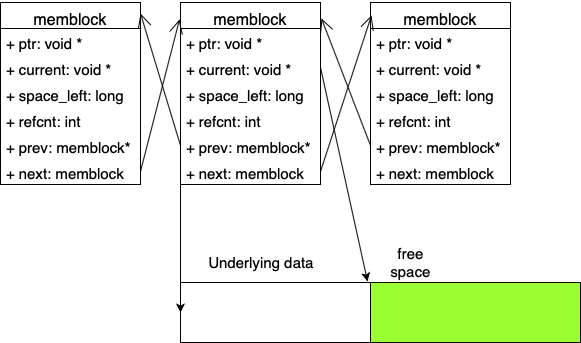 memblock
+ ptr: void *
+ current: void *
+ space_left: long
+ refcnt: int
+ prev: memblock*
+ next: memblock
memblock
+ ptr: void *
+ current: void *
+ space_left: long
+ refcnt: int
+ prev: memblock*
+ next: memblock
memblock
+ ptr: void *
+ current: void *
+ space_left: long
+ refcnt: int
+ prev: memblock*
+ next: memblock
Underlying data
free
space